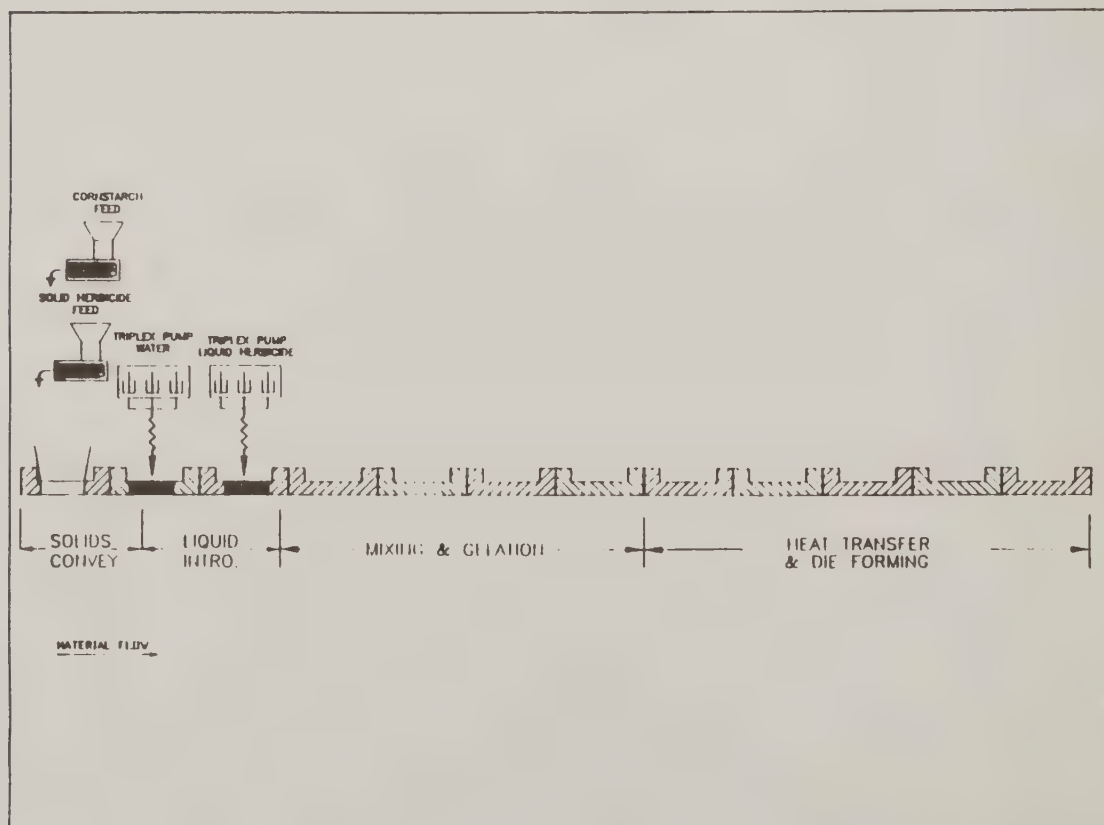 CORNSTARCH
FEED
SOLID HERBICIDE
FEED
TRIPLEX PUMP
WATER
TRIPLEX PUMP
LIQUID HERBICIDE
SOLIDS
CONVEY
LIQUID
INTRO.
MIXING & GELATION
HEAT TRANSFER
& DIE FORMING
MATERIAL FLOW